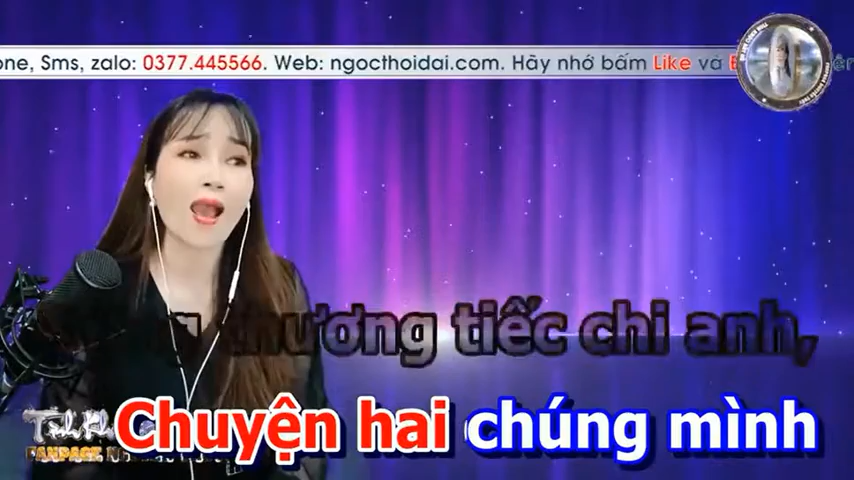 one, Sms, zalo: 0377.445566. Web: ngocthoidai.com. Hãy nhớ bấm Like và
thương tiếc chi anh,
Chuyện hai chúng mình
FANPAGE